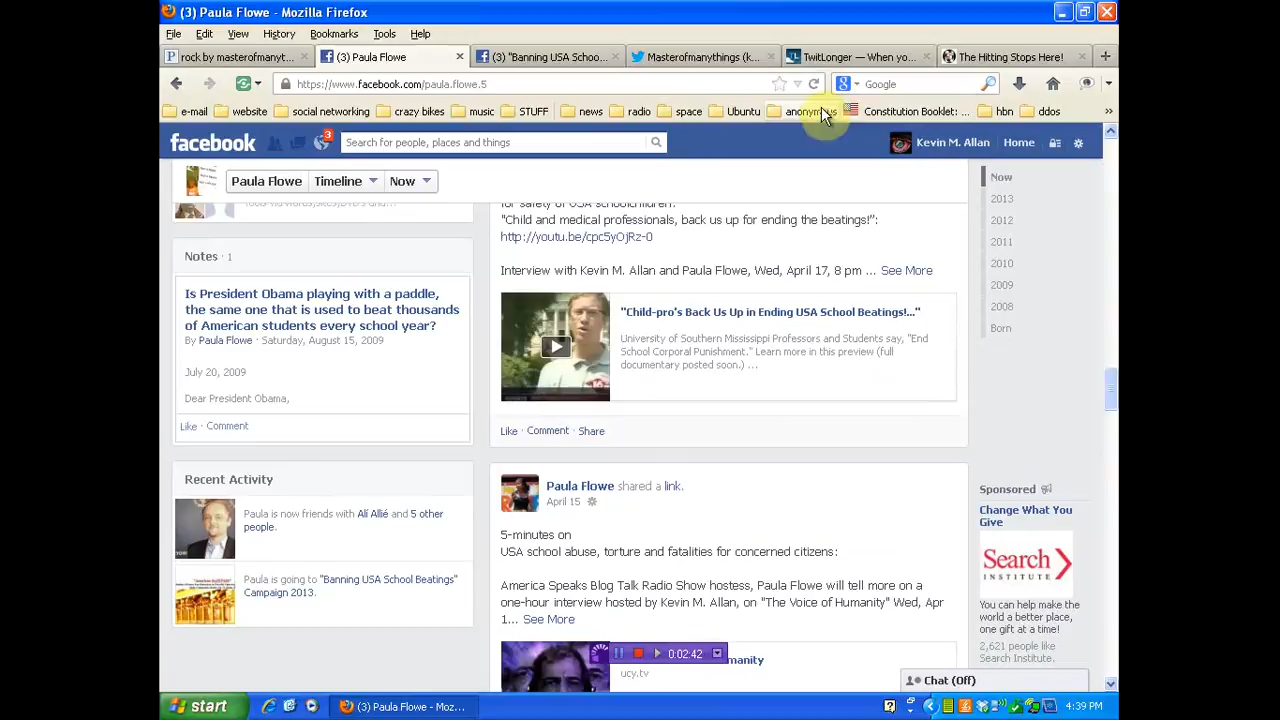 (3) Paula Flowe - Mozilla Firefox
File Edit View History Bookmarks Tools Help
rock by masterofmanyt...
(3) Paula Flowe
(3) "Banning USA Schoo...
Masterofmanythings (k...
TwitLonger — When yo...
The Hitting Stops Here!
https://www.facebook.com/paula.flowe.5
Google
e-mail website social networking crazy bikes music STUFF news radio space Ubuntu Constitution Booklet: ... hbn ddos
facebook
3
Search for people, places and things
Kevin M. Allan Home
Paula Flowe Timeline Now
Now
2013
2012
2011
2010
2009
2008
Born
Notes · 1
Is President Obama playing with a paddle,
the same one that is used to beat thousands
of American students every school year?
By Paula Flowe · Saturday, August 15, 2009
July 20, 2009
Dear President Obama,
Like · Comment
Recent Activity
Paula is now friends with Alí Allié and 5 other
people.
Paula is going to "Banning USA School Beatings"
Campaign 2013.
for safety of USA schoolchildren.
"Child and medical professionals, back us up for ending the beatings!":
http://youtu.be/cpc5yOjRz-0
Interview with Kevin M. Allan and Paula Flowe, Wed, April 17, 8 pm ... See More
"Child-pro's Back Us Up in Ending USA School Beatings!..."
University of Southern Mississippi Professors and Students say, "End
School Corporal Punishment." Learn more in this preview (full
documentary posted soon.) ...
Like · Comment Share
Paula Flowe shared a link.
April 15
5-minutes on
USA school abuse, torture and fatalities for concerned citizens:
America Speaks Blog Talk Radio Show hostess, Paula Flowe will tell more on a
one-hour interview hosted by Kevin M. Allan, on "The Voice of Humanity" Wed, Apr
1... See More
0:02:42
manity
ucy.tv
Sponsored
Change What You
Give
Search
INSTITUTE
You can help make the
world a better place,
one gift at a time!
2,621 people like
Search Institute.
Chat (Off)
start
(3) Paula Flowe - Moz...
4:39 PM